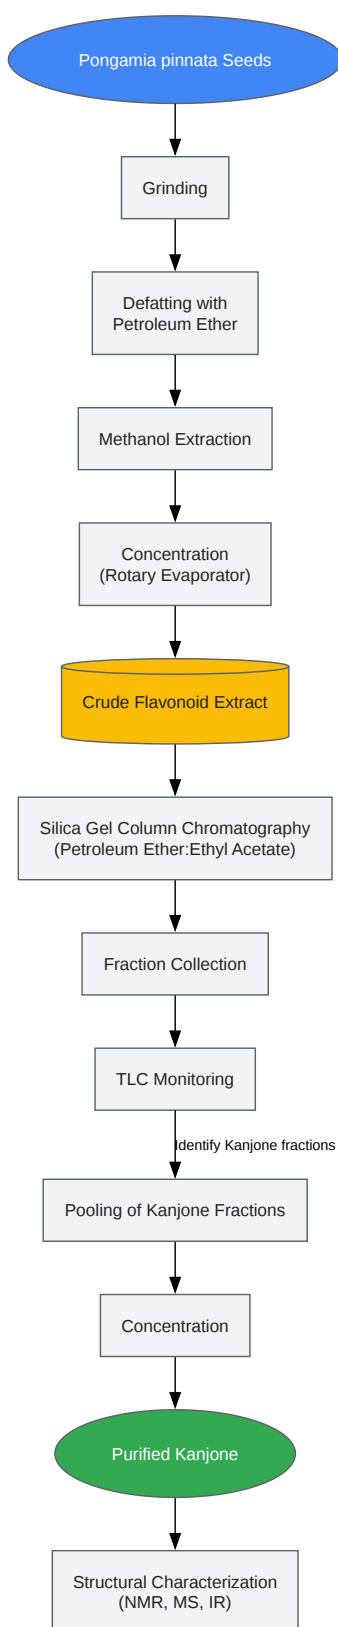 Pongamia pinnata Seeds
Grinding
Defatting with
Petroleum Ether
Methanol Extraction
Concentration
(Rotary Evaporator)
Crude Flavonoid Extract
Silica Gel Column Chromatography
(Petroleum Ether:Ethyl Acetate)
Fraction Collection
TLC Monitoring
Identify Kanjone fractions
Pooling of Kanjone Fractions
Concentration
Purified Kanjone
Structural Characterization
(NMR, MS, IR)